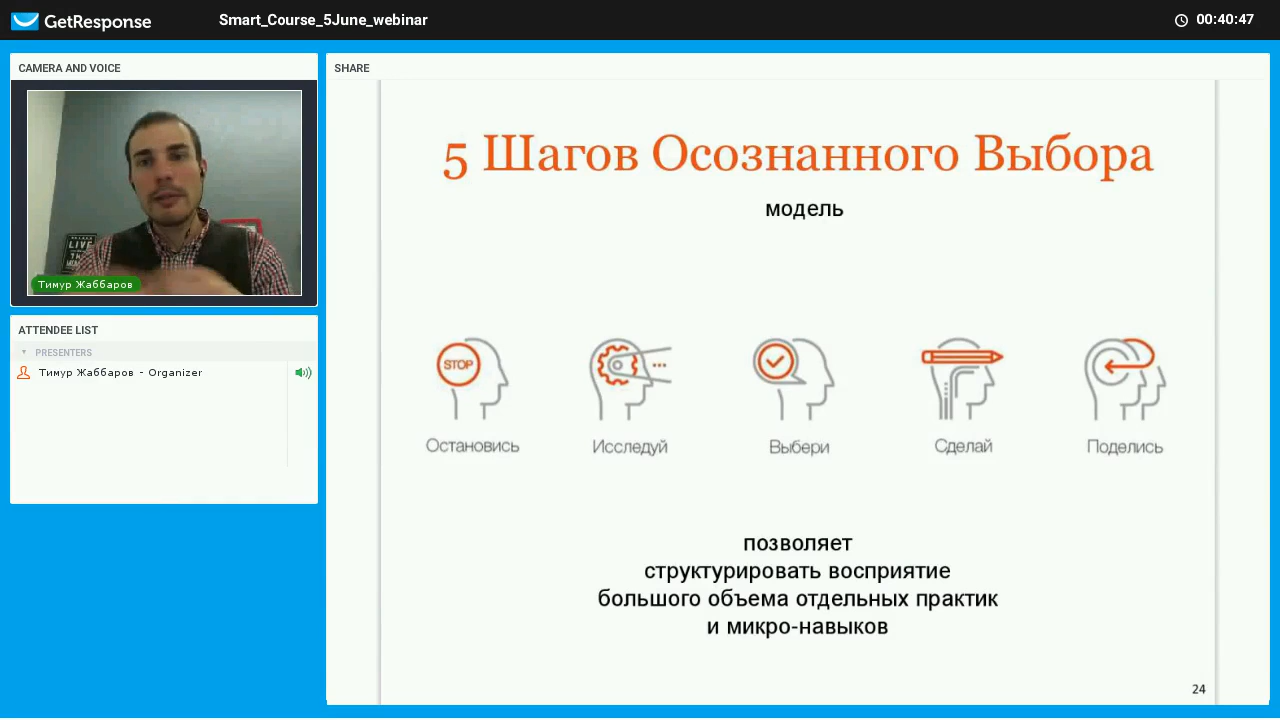 GetResponse
Smart_Course_5June_webinar
00:40:47
CAMERA AND VOICE
LIVE
Тимур Жаббаров
ATTENDEE LIST
PRESENTERS
Тимур Жаббаров - Organizer
SHARE
5 Шагов Осознанного Выбора
модель
STOP
Остановись
Исследуй
Выбери
Сделай
Поделись
позволяет
структурировать восприятие
большого объема отдельных практик
и микро-навыков
24